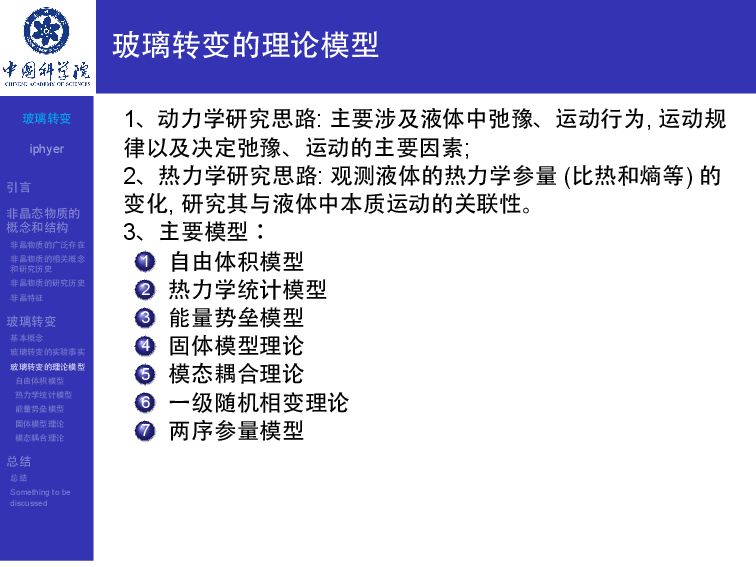 玻璃转变的理论模型
中国科学院
CHINESE ACADEMY OF SCIENCES
玻璃转变
iphyer
引言
非晶态物质的
概念和结构
非晶物质的广泛存在
非晶物质的相关概念
和研究历史
非晶物质的研究历史
非晶特征
玻璃转变
基本概念
玻璃转变的实验事实
玻璃转变的理论模型
自由体积模型
热力学统计模型
能量势垒模型
固体模型理论
模态耦合理论
总结
总结
Something to be
discussed
1、动力学研究思路: 主要涉及液体中弛豫、运动行为, 运动规
律以及决定弛豫、运动的主要因素;
2、热力学研究思路: 观测液体的热力学参量 (比热和熵等) 的
变化, 研究其与液体中本质运动的关联性。
3、主要模型：
1 自由体积模型
2 热力学统计模型
3 能量势垒模型
4 固体模型理论
5 模态耦合理论
6 一级随机相变理论
7 两序参量模型